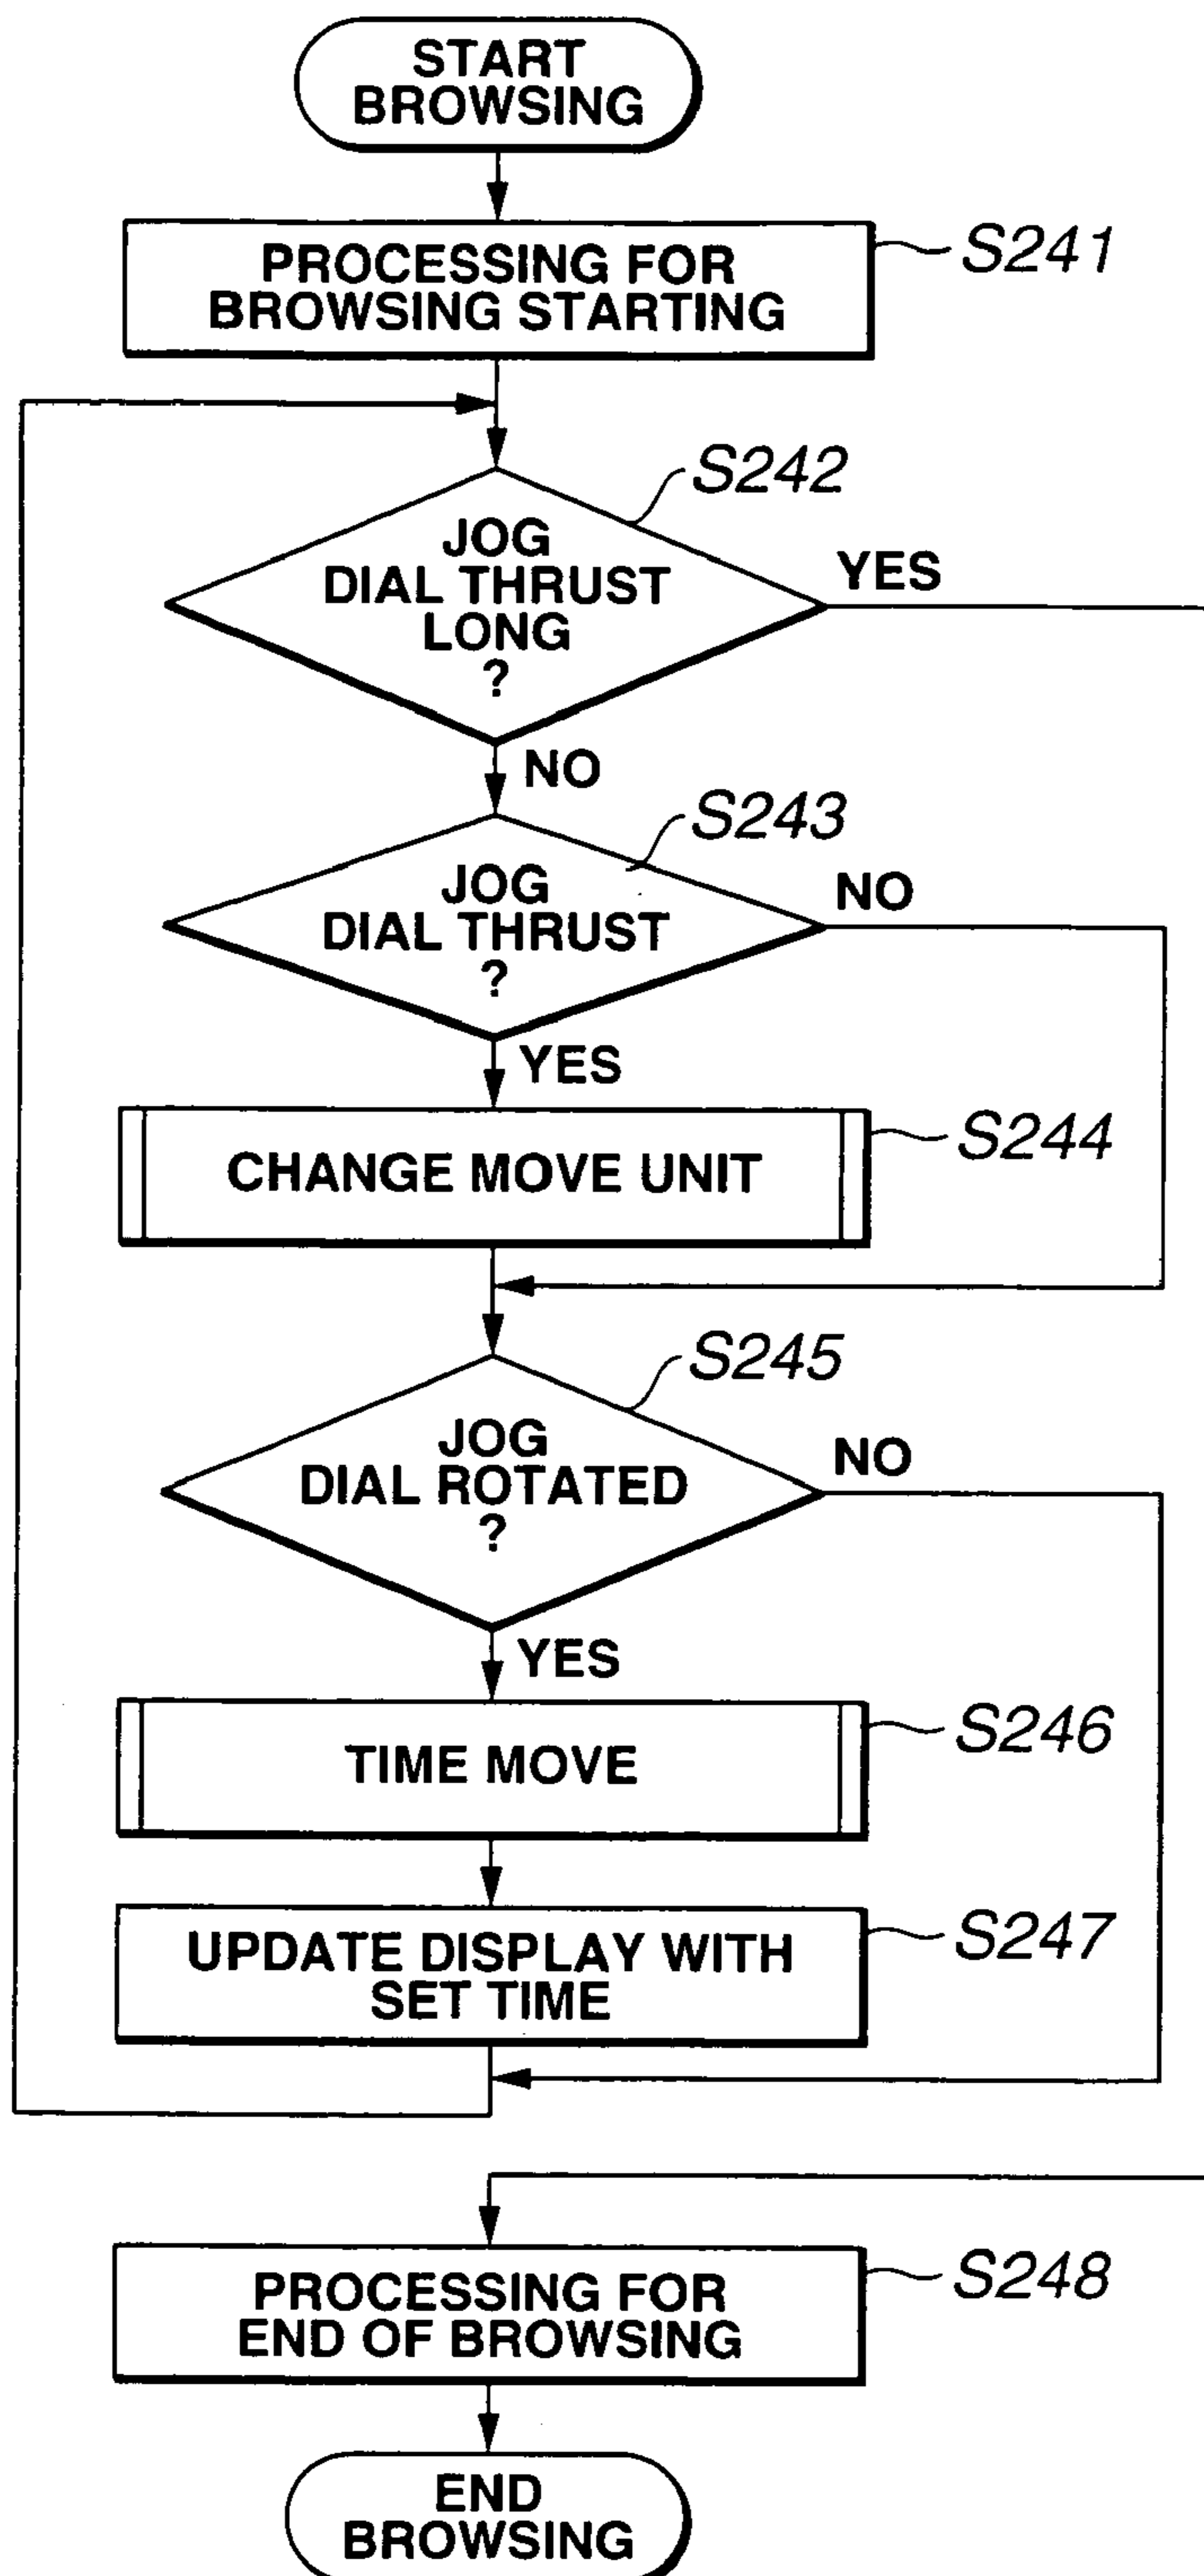 START
BROWSING
PROCESSING FOR
BROWSING STARTING
S241
S242
JOG
DIAL THRUST
LONG
?
YES
NO
S243
JOG
DIAL THRUST
?
NO
YES
CHANGE MOVE UNIT
S244
S245
JOG
DIAL ROTATED
?
NO
YES
TIME MOVE
S246
UPDATE DISPLAY WITH
SET TIME
S247
PROCESSING FOR
END OF BROWSING
S248
END
BROWSING